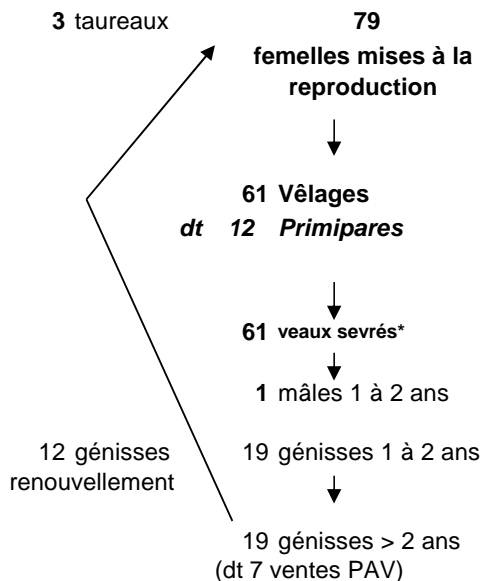 3 taureaux
79
femelles mises à la
reproduction
61 Vêlages
dt 12 Primipares
61 veaux sevrés*
1 mâles 1 à 2 ans
12 génisses
renouvellement
19 génisses 1 à 2 ans
19 génisses > 2 ans
(dt 7 ventes PAV)